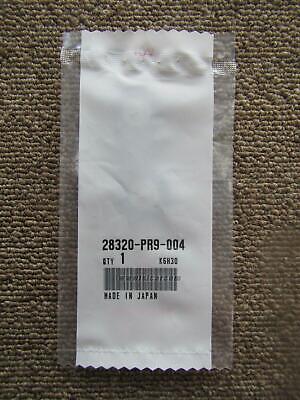 28320-PR9-004
QTY 1 K6H30
MADE IN JAPAN